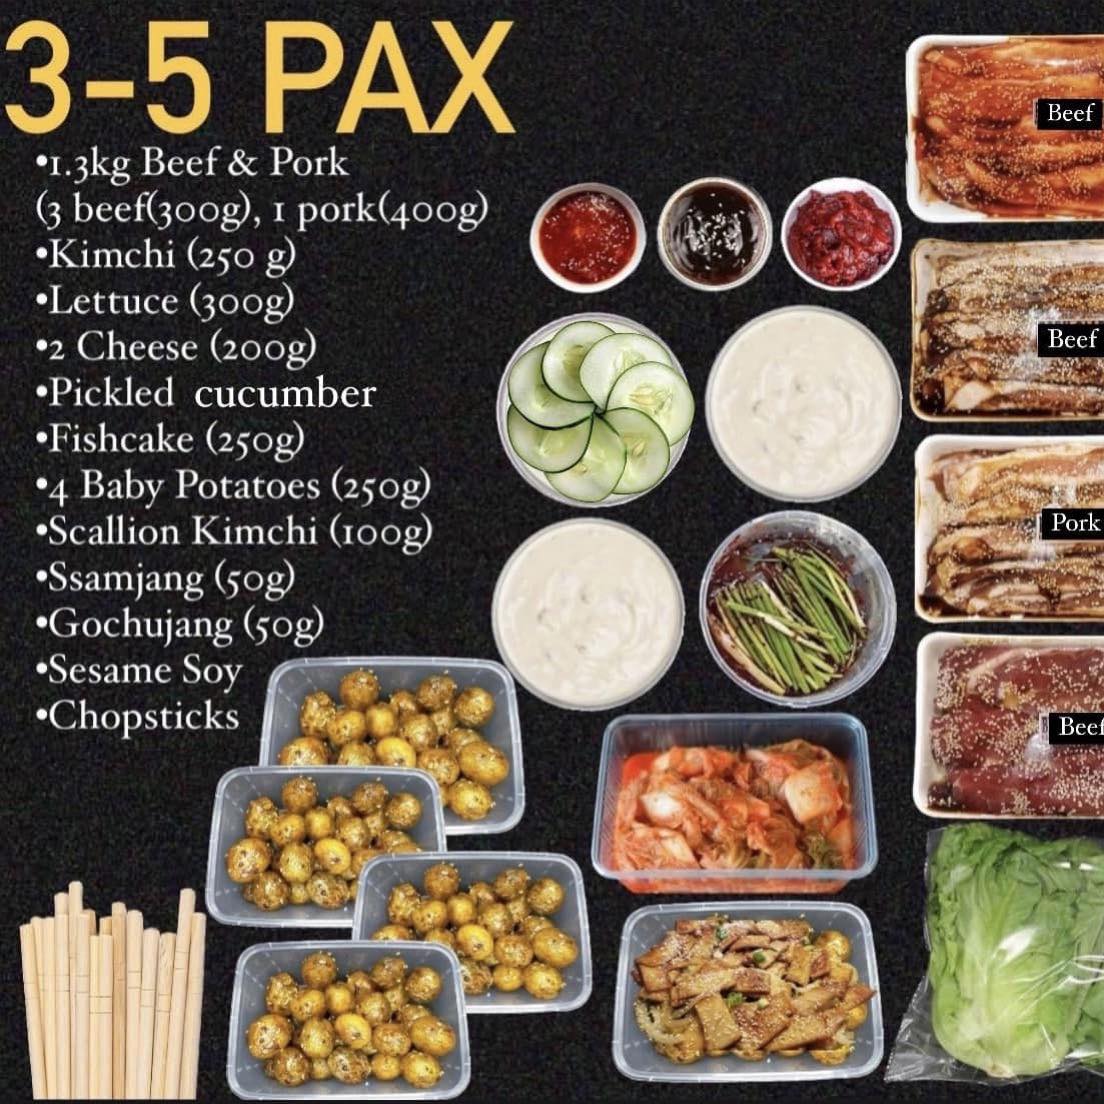 3-5 PAX
•1.3kg Beef & Pork
(3 beef(300g), 1 pork(400g)
•Kimchi (250 g)
•Lettuce (300g)
•2 Cheese (200g)
•Pickled cucumber
•Fishcake (250g)
•4 Baby Potatoes (250g)
•Scallion Kimchi (100g)
•Ssamjang (50g)
•Gochujang (50g)
•Sesame Soy
•Chopsticks
Beef
Beef
Pork
Beef